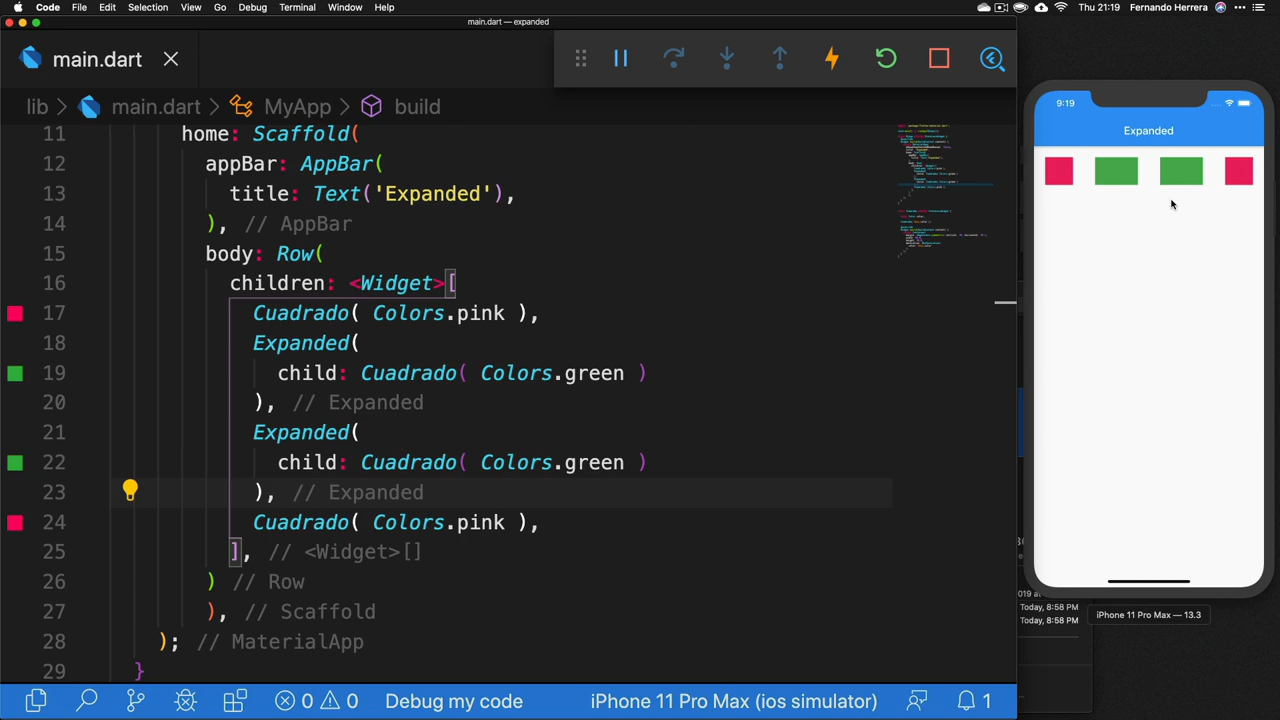 Code File Edit Selection View Go Debug Terminal Window Help Thu 21:19 Fernando Herrera
main.dart — expanded
main.dart
lib > main.dart > MyApp > build
11 home: Scaffold(
12 appBar: AppBar(
13 title: Text('Expanded'),
14 ), // AppBar
15 body: Row(
16 children: <Widget>[
17 Cuadrado( Colors.pink ),
18 Expanded(
19 child: Cuadrado( Colors.green )
20 ), // Expanded
21 Expanded(
22 child: Cuadrado( Colors.green )
23 ), // Expanded
24 Cuadrado( Colors.pink ),
25 ], // <Widget>[]
26 ) // Row
27 ), // Scaffold
28 ); // MaterialApp
29 }
0 0 Debug my code iPhone 11 Pro Max (ios simulator) 1
9:19
Expanded
019 at
Today, 8:58 PM
Today, 8:58 PM
iPhone 11 Pro Max — 13.3